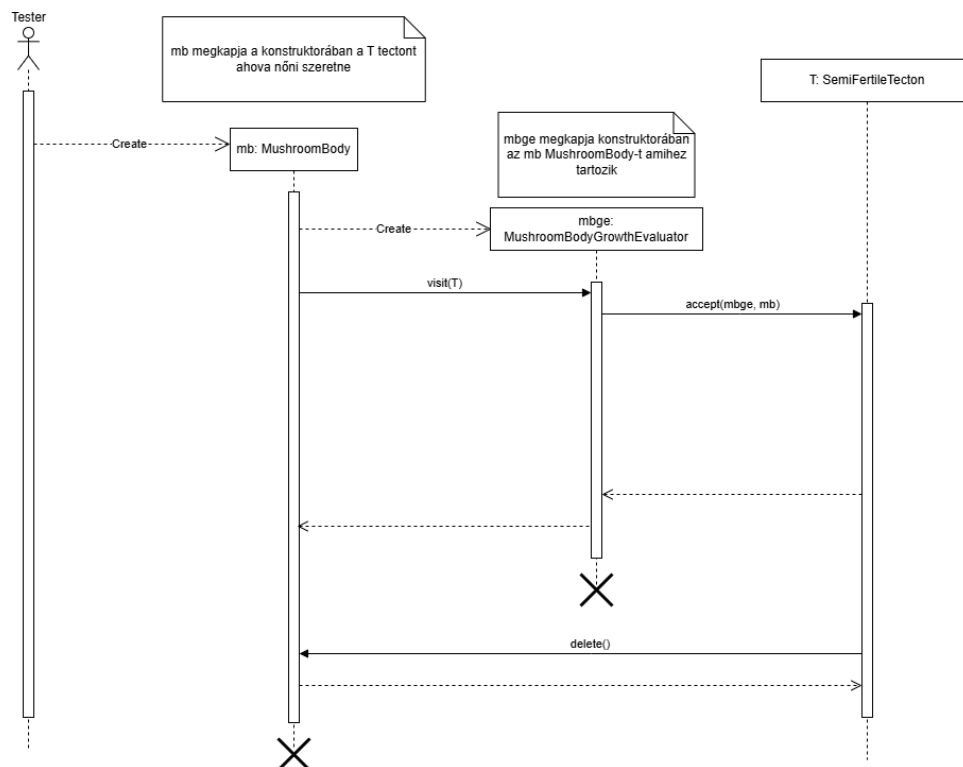 Tester
mb megkapja a konstruktorában a T tectont
ahova nőni szeretne
T: SemiFertileTecton
Create
mb: MushroomBody
mbge megkapja konstruktorában
az mb MushroomBody-t amihez
tartozik
Create
mbge:
MushroomBodyGrowthEvaluator
visit(T)
accept(mbge, mb)
delete()